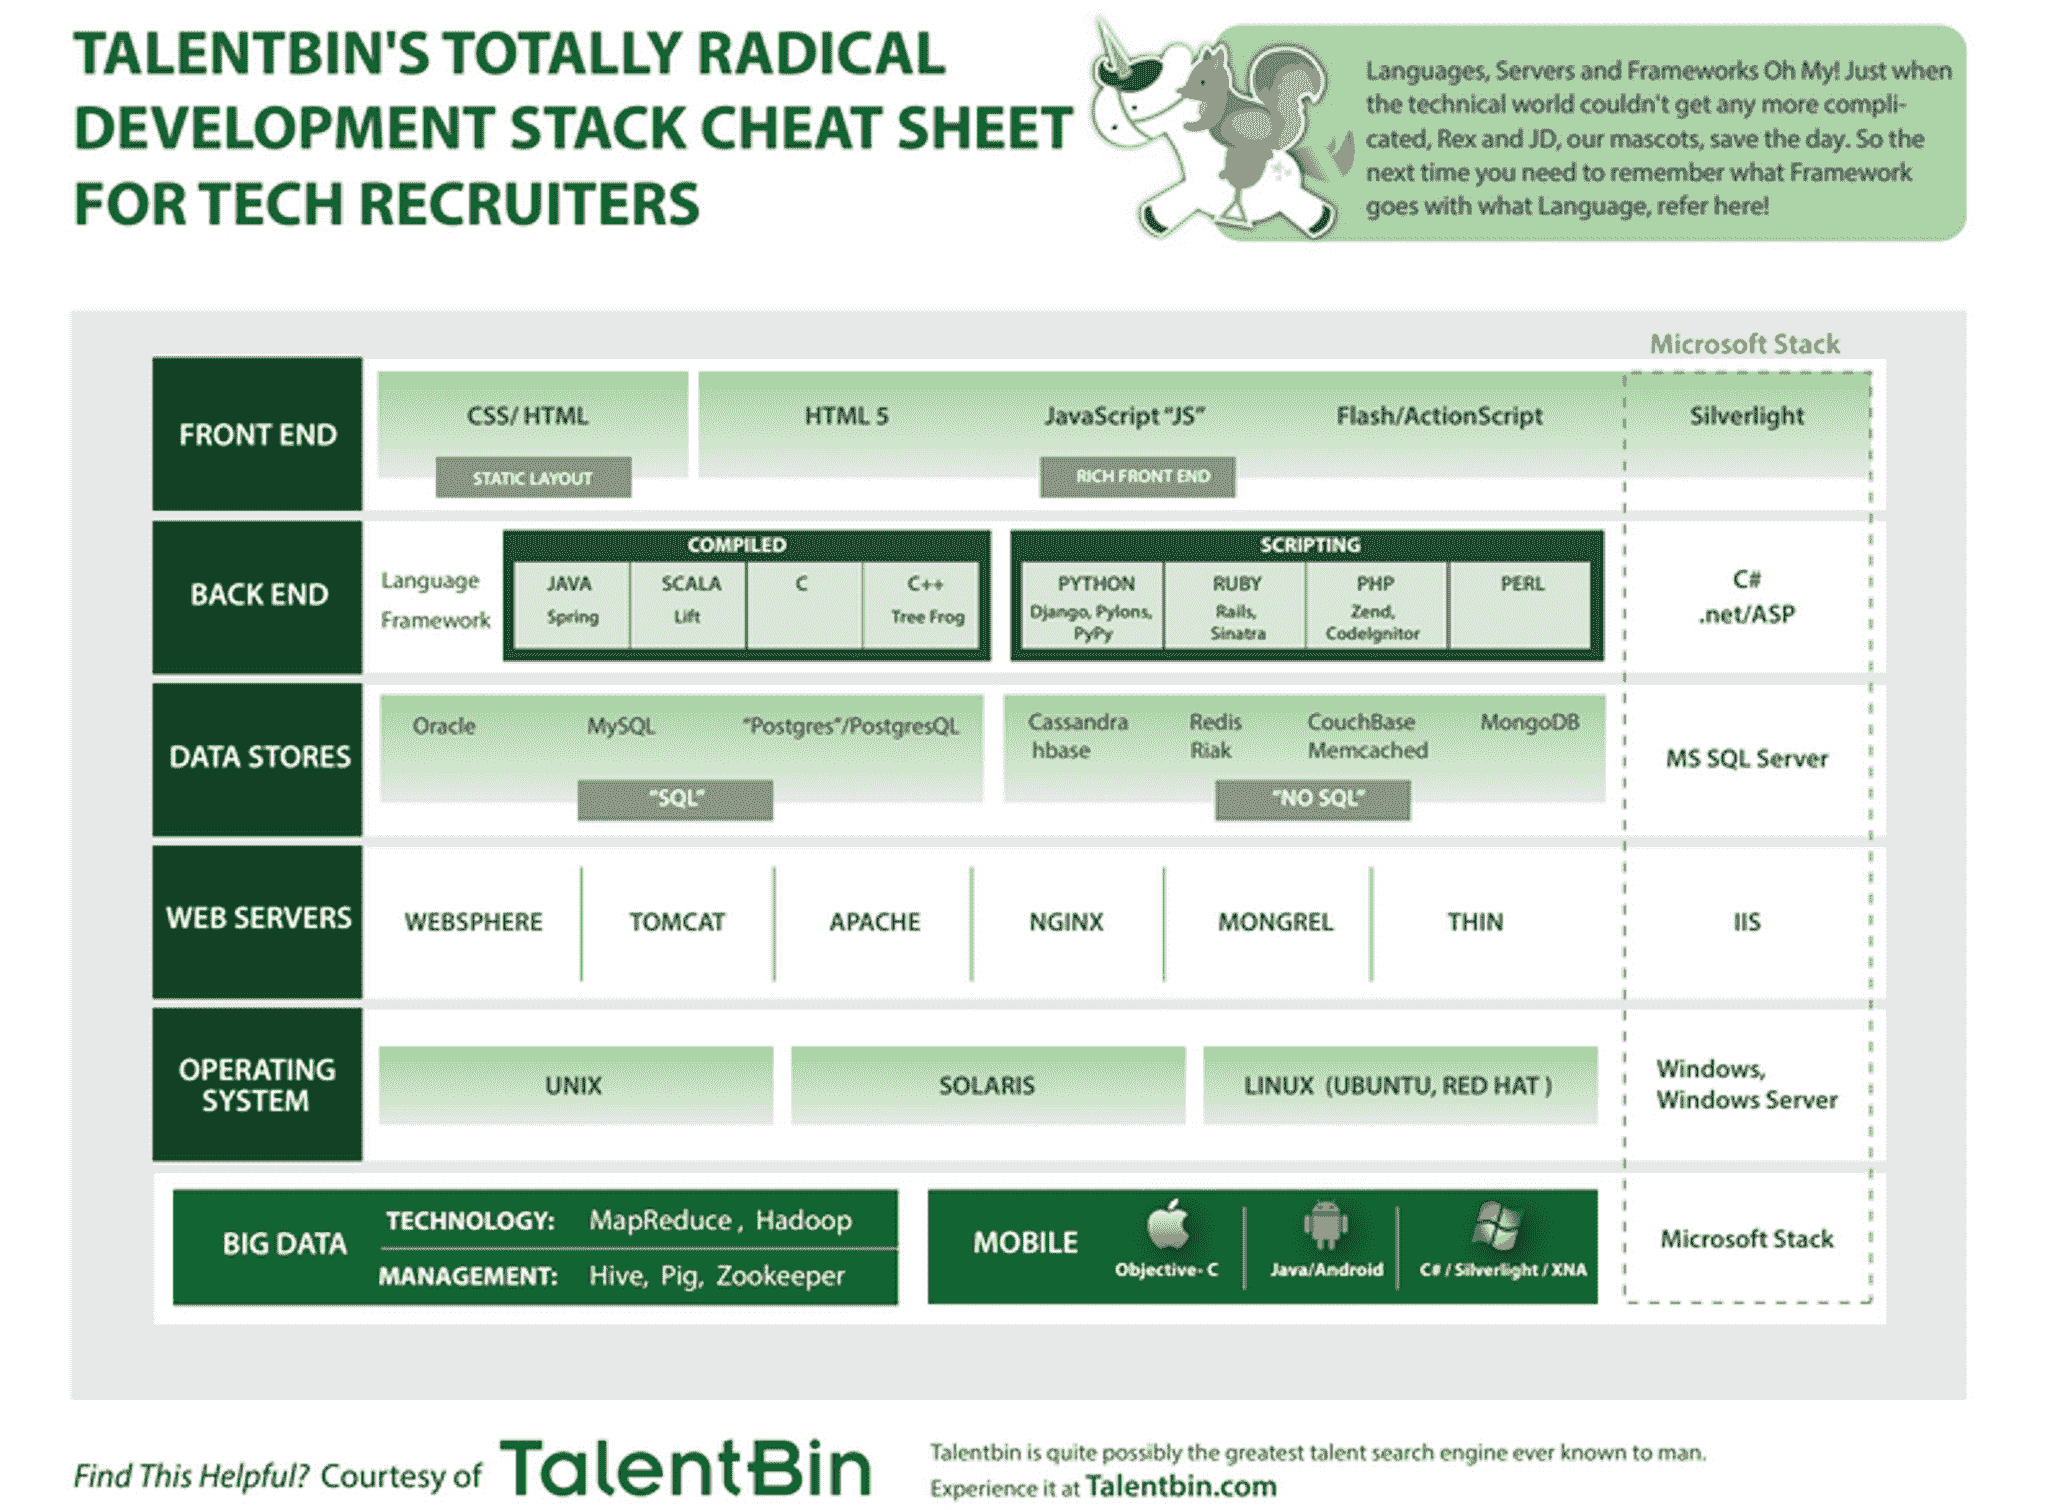 TALENTBIN'S TOTALLY RADICAL
DEVELOPMENT STACK CHEAT SHEET
FOR TECH RECRUITERS
Languages, Servers and Frameworks Oh My! Just when
the technical world couldn't get any more compli-
cated, Rex and JD, our mascots, save the day. So the
next time you need to remember what Framework
goes with what Language, refer here!
Microsoft Stack
FRONT END
CSS/ HTML
STATIC LAYOUT
HTML 5
JavaScript “JS”
Flash/ActionScript
RICH FRONT END
Silverlight
BACK END
Language
Framework
COMPILED
JAVA
Spring
SCALA
Lift
C
C++
Tree Frog
SCRIPTING
PYTHON
Django, Pylons,
PyPy
RUBY
Rails,
Sinatra
PHP
Zend,
CodeIgnitor
PERL
C#
.net/ASP
DATA STORES
Oracle
MySQL
“Postgres”/PostgresQL
“SQL”
Cassandra
hbase
Redis
Riak
CouchBase
Memcached
MongoDB
“NO SQL”
MS SQL Server
WEB SERVERS
WEBSPHERE
TOMCAT
APACHE
NGINX
MONGREL
THIN
IIS
OPERATING
SYSTEM
UNIX
SOLARIS
LINUX (UBUNTU, RED HAT )
Windows,
Windows Server
BIG DATA
TECHNOLOGY: MapReduce , Hadoop
MANAGEMENT: Hive, Pig, Zookeeper
MOBILE
Objective- C
Java/Android
C# / Silverlight / XNA
Microsoft Stack
Find This Helpful? Courtesy of TalentBin
Talentbin is quite possibly the greatest talent search engine ever known to man.
Experience it at Talentbin.com